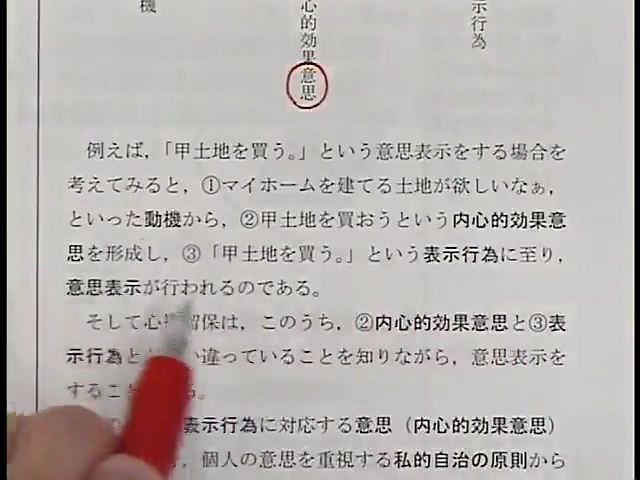 機
心的効果意思
示行為
例えば，「甲土地を買う。」という意思表示をする場合を
考えてみると，①マイホームを建てる土地が欲しいなぁ，
といった動機から，②甲土地を買おうという内心的効果意
思を形成し，③「甲土地を買う。」という表示行為に至り，
意思表示が行われるのである。
そして心 留保は，このうち，②内心的効果意思と③表
示行為と 違っていることを知りながら，意思表示を
するこ る。
表示行為に対応する意思（内心的効果意思）
，個人の意思を重視する私的自治の原則から